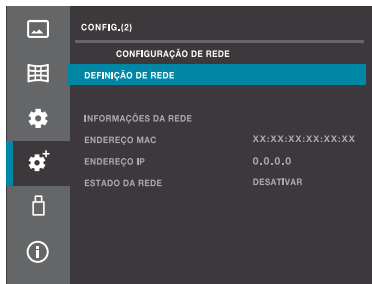 CONFIG.(2)
CONFIGURAÇÃO DE REDE
DEFINIÇÃO DE REDE
INFORMAÇÕES DA REDE
ENDEREÇO MAC XX:XX:XX:XX:XX:XX
ENDEREÇO IP 0.0.0.0
ESTADO DA REDE DESATIVAR